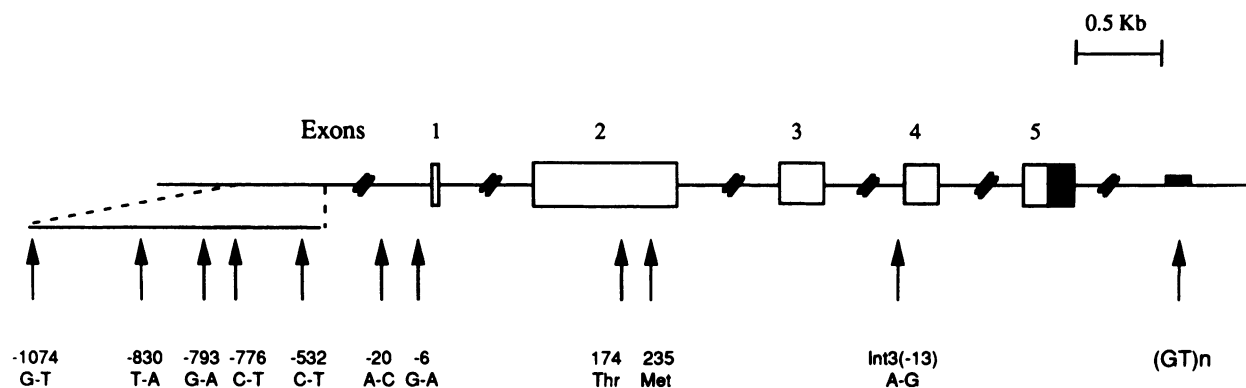 0.5 Kb
Exons 1 2 3 4 5
-1074 -830 -793 -776 -532 -20 -6 174 235 Int3(-13) (GT)n
G-T T-A G-A C-T C-T A-C G-A Thr Met A-G